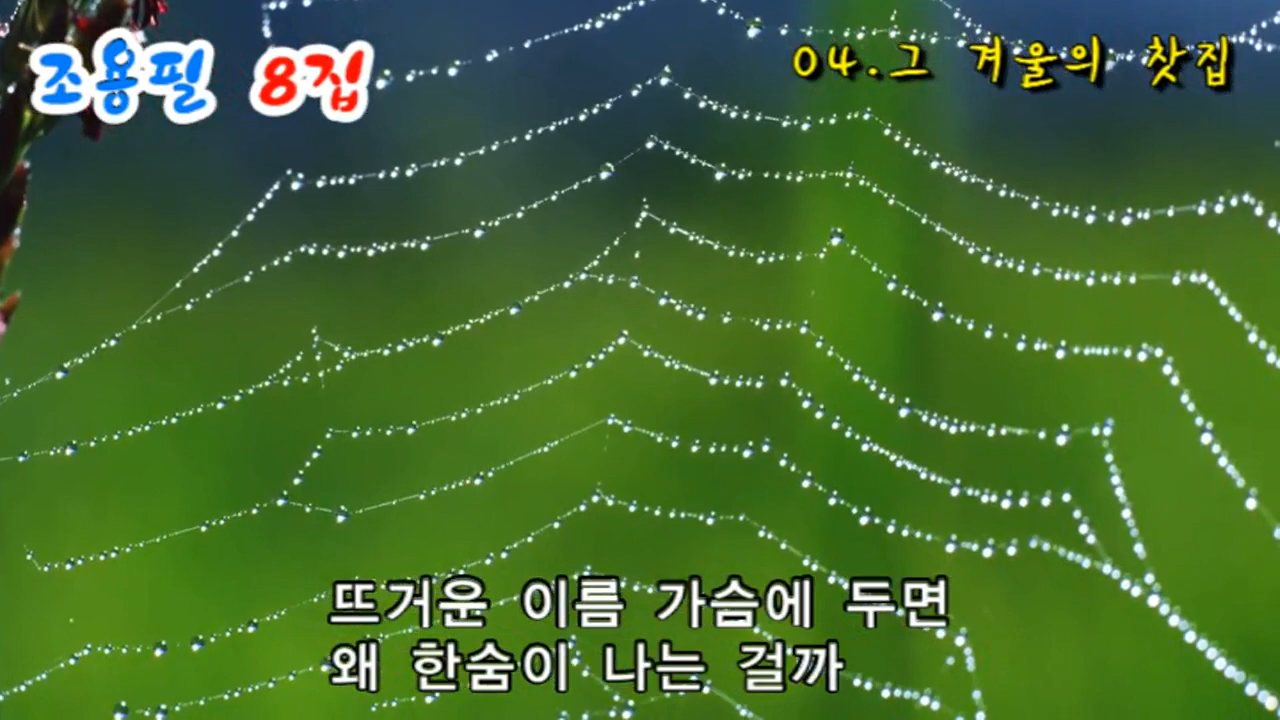 조용필 8집
04.그 겨울의 찻집
뜨거운 이름 가슴에 두면
왜 한숨이 나는 걸까